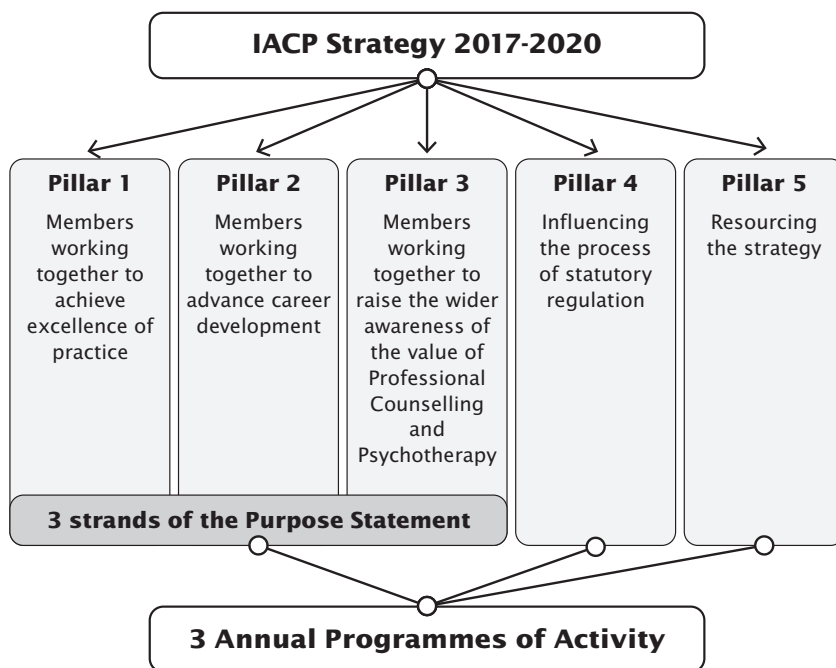 IACP Strategy 2017-2020
Pillar 1
Members
working
together to
achieve
excellence of
practice
Pillar 2
Members
working
together to
advance career
development
Pillar 3
Members
working
together to
raise the wider
awareness of
the value of
Professional
Counselling
and
Psychotherapy
Pillar 4
Influencing
the process
of statutory
regulation
Pillar 5
Resourcing
the strategy
3 strands of the Purpose Statement
3 Annual Programmes of Activity